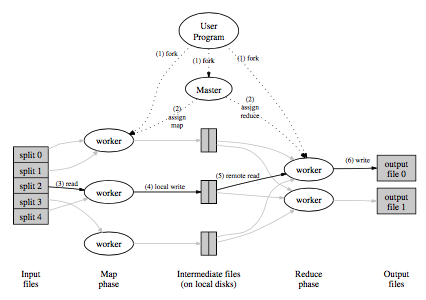 User
Program
(1) fork
(1) fork
(1) fork
Master
(2)
assign
map
(2)
assign
reduce
worker
split 0
split 1
split 2
split 3
split 4
(3) read
worker
(4) local write
(5) remote read
worker
(6) write
output
file 0
worker
output
file 1
worker
Input
files
Map
phase
Intermediate files
(on local disks)
Reduce
phase
Output
files